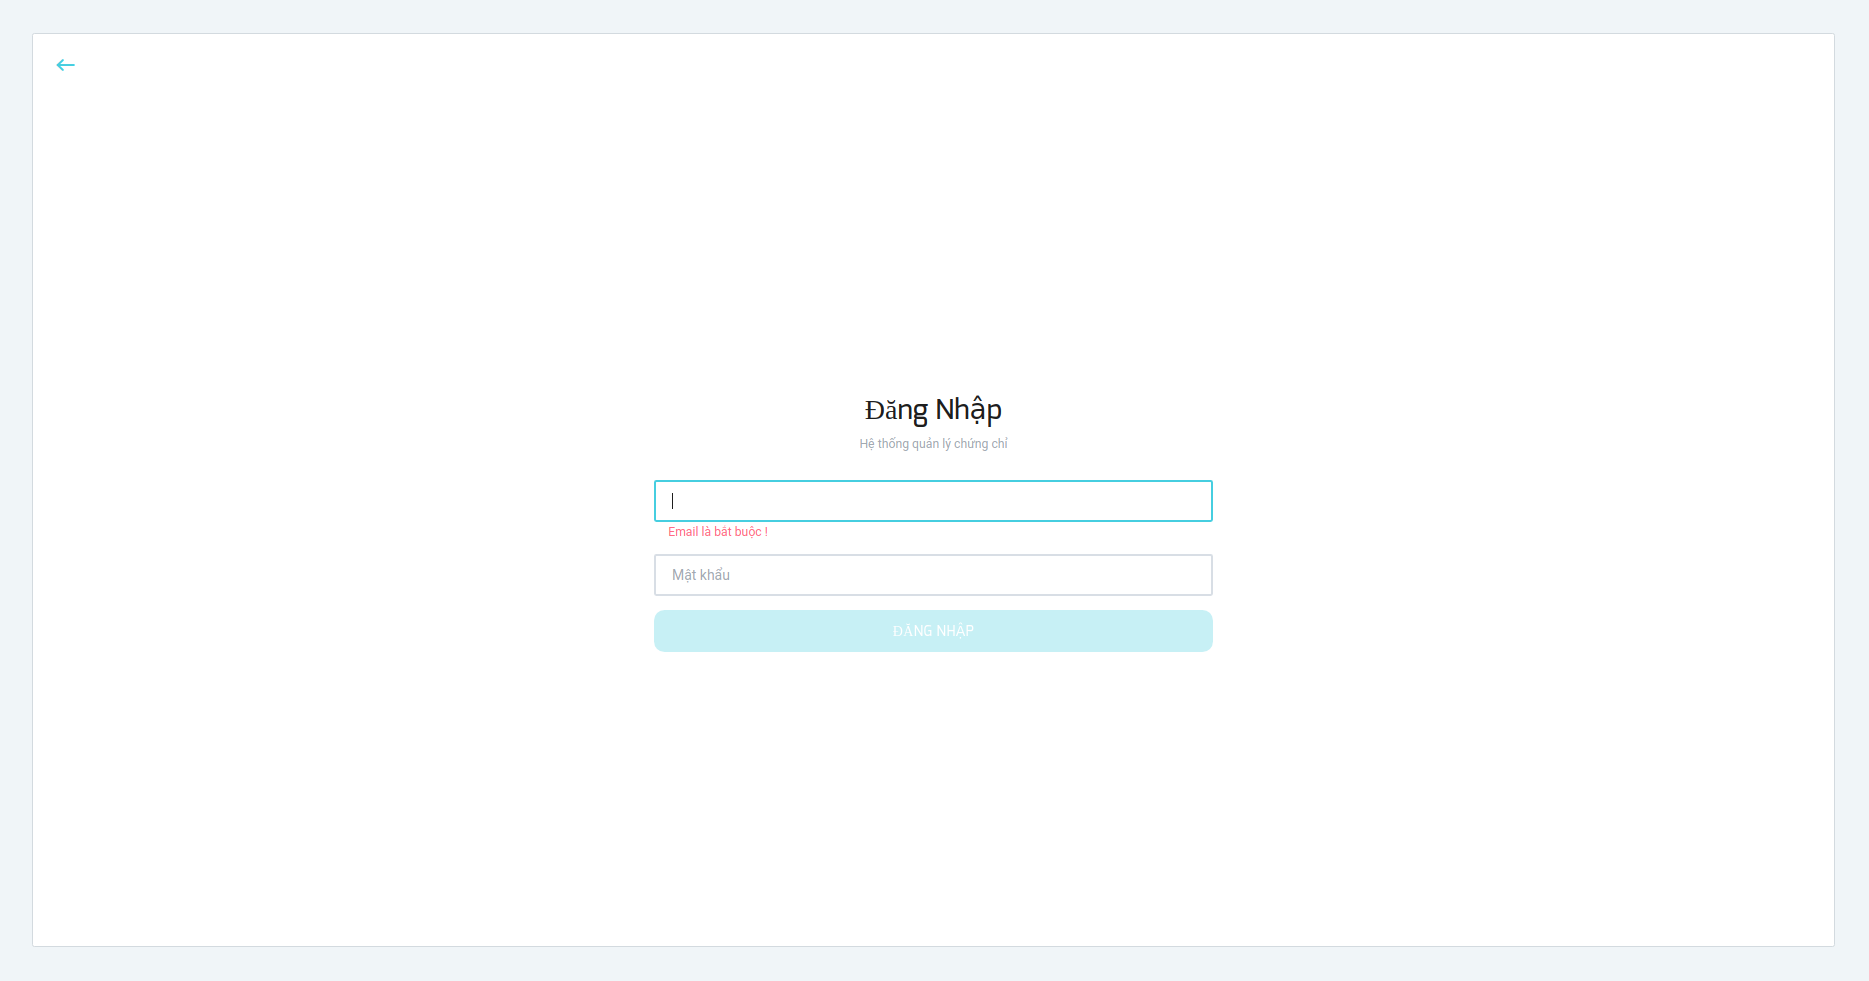 Đăng Nhập
Hệ thống quản lý chứng chỉ
Email là bắt buộc !
Mật khẩu
ĐĂNG NHẬP